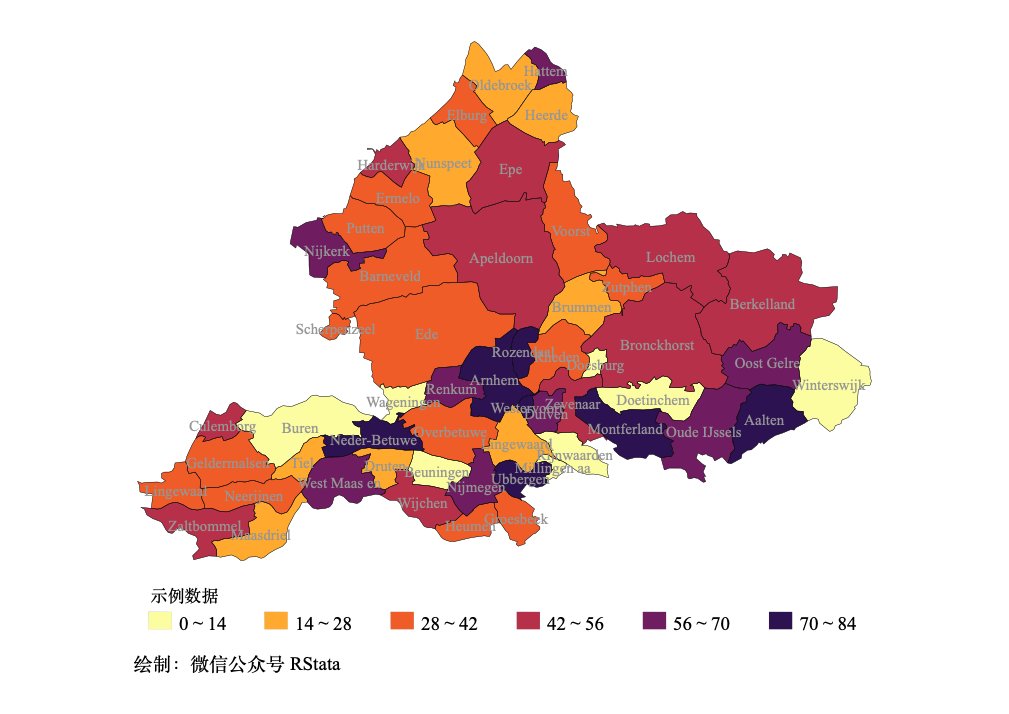 Hattem
Oldebroek
Elburg
Heerde
Harderwijk
Nunspeet
Epe
Ermelo
Putten
Voorst
Nijkerk
Apeldoorn
Lochem
Barneveld
Zutphen
Brummen
Berkelland
Scherpenzeel
Ede
Bronckhorst
Rozendaal
Rheden
Doesburg
Oost Gelre
Arnhem
Winterswijk
Renkum
Wageningen
Doetinchem
Westervoort
Zevenaar
Duiven
Aalten
Culemborg
Buren
Montferland
Oude IJssels
Overbetuwe
Neder-Betuwe
Lingewaard
Rijnwaarden
Geldermalsen
Tiel
Druten
Millingen aa
Beuningen
Ubbergen
West Maas en
Nijmegen
Lingewaal
Neerijnen
Wijchen
Groesbeek
Heumen
Zaltbommel
Maasdriel
示例数据
0 ~ 14 14 ~ 28 28 ~ 42 42 ~ 56 56 ~ 70 70 ~ 84
绘制：微信公众号 RStata